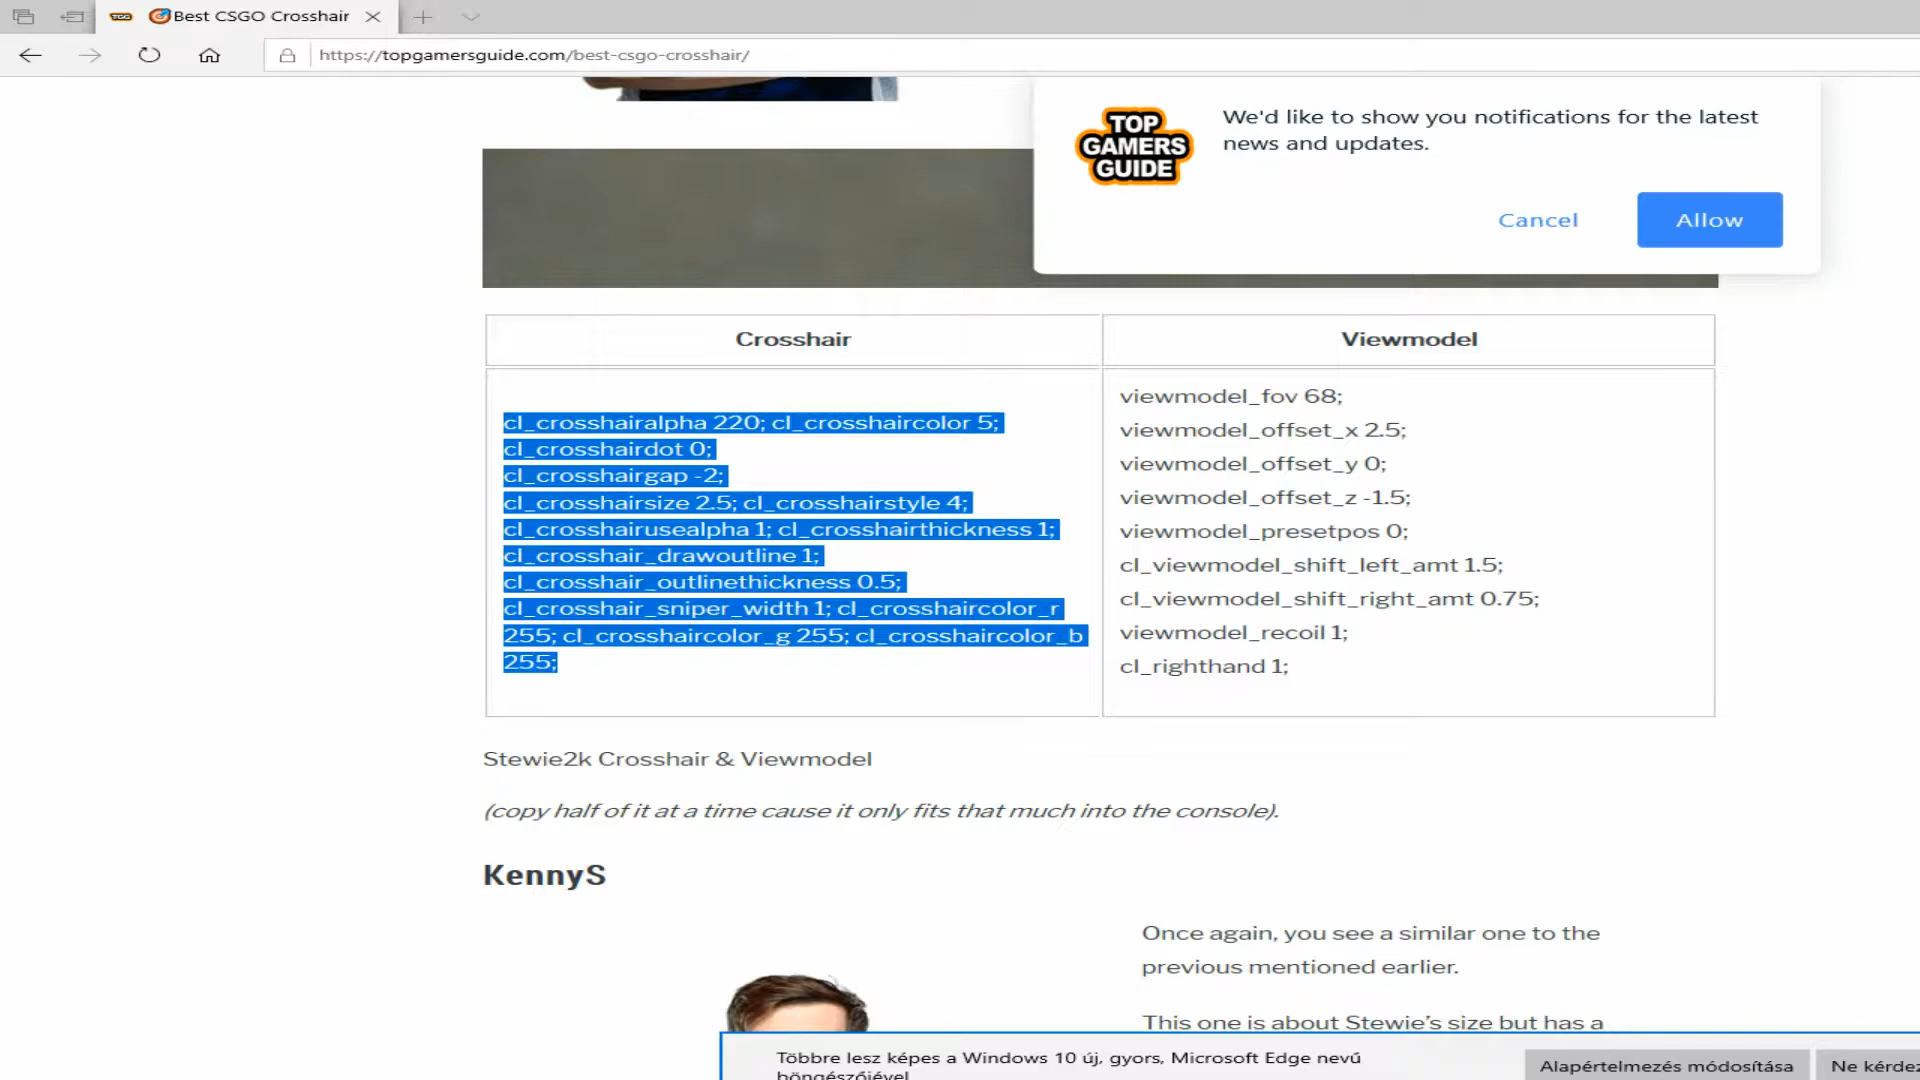 Best CSGO Crosshair
https://topgamersguide.com/best-csgo-crosshair/
TOP
GAMERS
GUIDE
We'd like to show you notifications for the latest
news and updates.
Cancel
Allow
Crosshair
Viewmodel
cl_crosshairalpha 220; cl_crosshaircolor 5;
cl_crosshairdot 0;
cl_crosshairgap -2;
cl_crosshairsize 2.5; cl_crosshairstyle 4;
cl_crosshairusealpha 1; cl_crosshairthickness 1;
cl_crosshair_drawoutline 1;
cl_crosshair_outlinethickness 0.5;
cl_crosshair_sniper_width 1; cl_crosshaircolor_r
255; cl_crosshaircolor_g 255; cl_crosshaircolor_b
255;
viewmodel_fov 68;
viewmodel_offset_x 2.5;
viewmodel_offset_y 0;
viewmodel_offset_z -1.5;
viewmodel_presetpos 0;
cl_viewmodel_shift_left_amt 1.5;
cl_viewmodel_shift_right_amt 0.75;
viewmodel_recoil 1;
cl_righthand 1;
Stewie2k Crosshair & Viewmodel
(copy half of it at a time cause it only fits that much into the console).
KennyS
Once again, you see a similar one to the
previous mentioned earlier.
This one is about Stewie's size but has a
Többre lesz képes a Windows 10 új, gyors, Microsoft Edge nevű
böngészőjével
Alapértelmezés módosítása
Ne kérdez